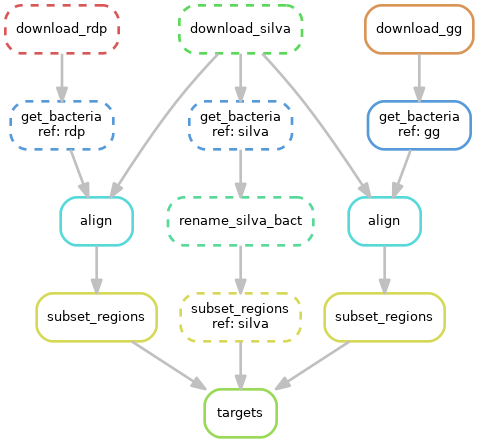 download_rdp
download_silva
download_gg
get_bacteria
ref: rdp
get_bacteria
ref: silva
get_bacteria
ref: gg
align
rename_silva_bact
align
subset_regions
subset_regions
ref: silva
subset_regions
targets